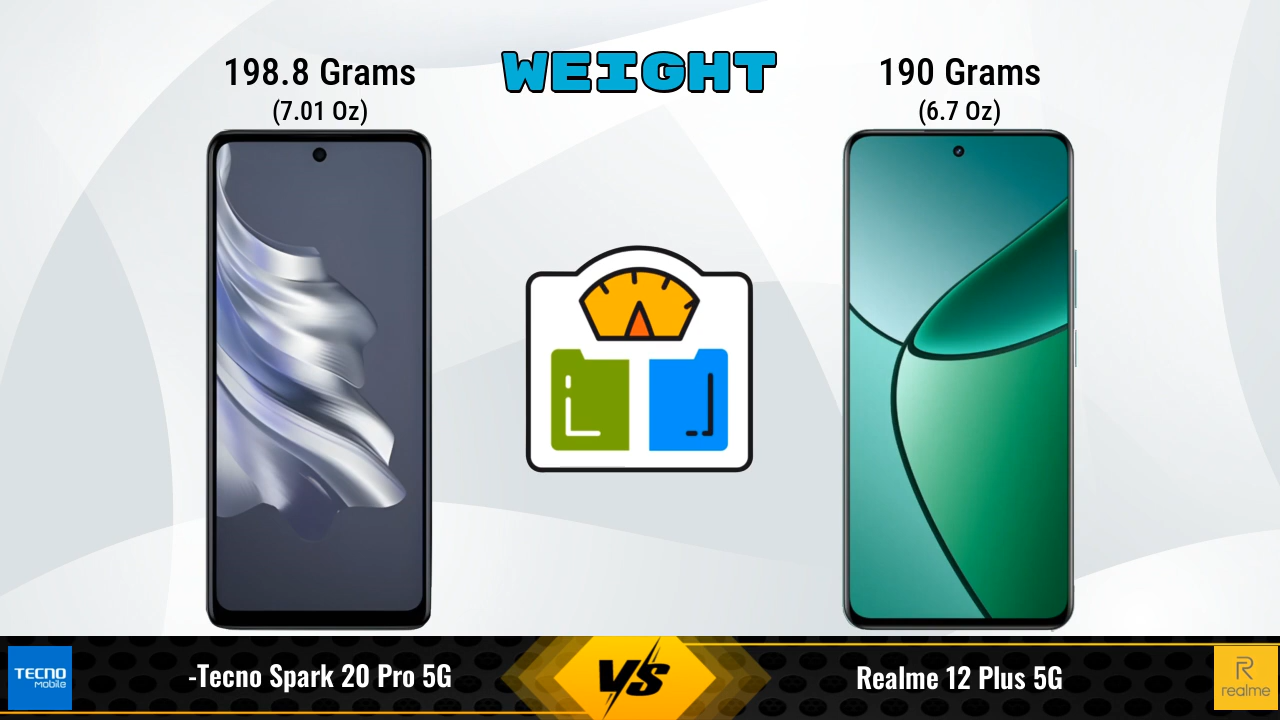 WEIGHT
198.8 Grams
(7.01 Oz)
190 Grams
(6.7 Oz)
TECNO
Mobile
-Tecno Spark 20 Pro 5G
VS
Realme 12 Plus 5G
R
realme